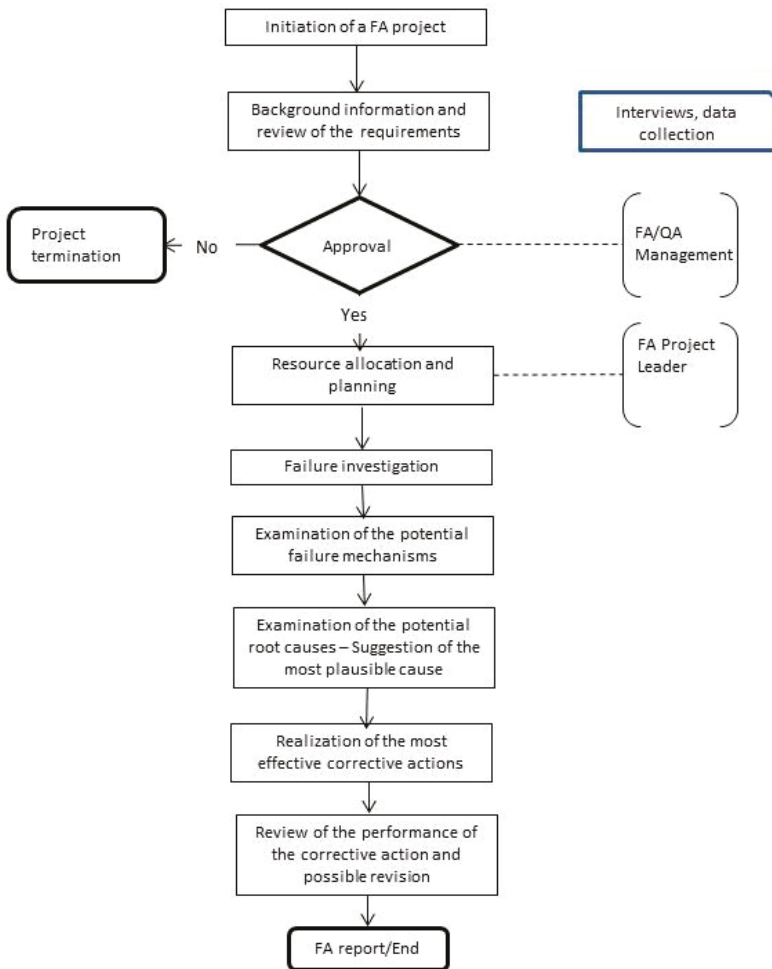 Initiation of a FA project
Background information and
review of the requirements
Interviews, data
collection
Project
termination
No
Approval
FA/QA
Management
Yes
Resource allocation and
planning
FA Project
Leader
Failure investigation
Examination of the potential
failure mechanisms
Examination of the potential
root causes – Suggestion of the
most plausible cause
Realization of the most
effective corrective actions
Review of the performance of
the corrective action and
possible revision
FA report/End